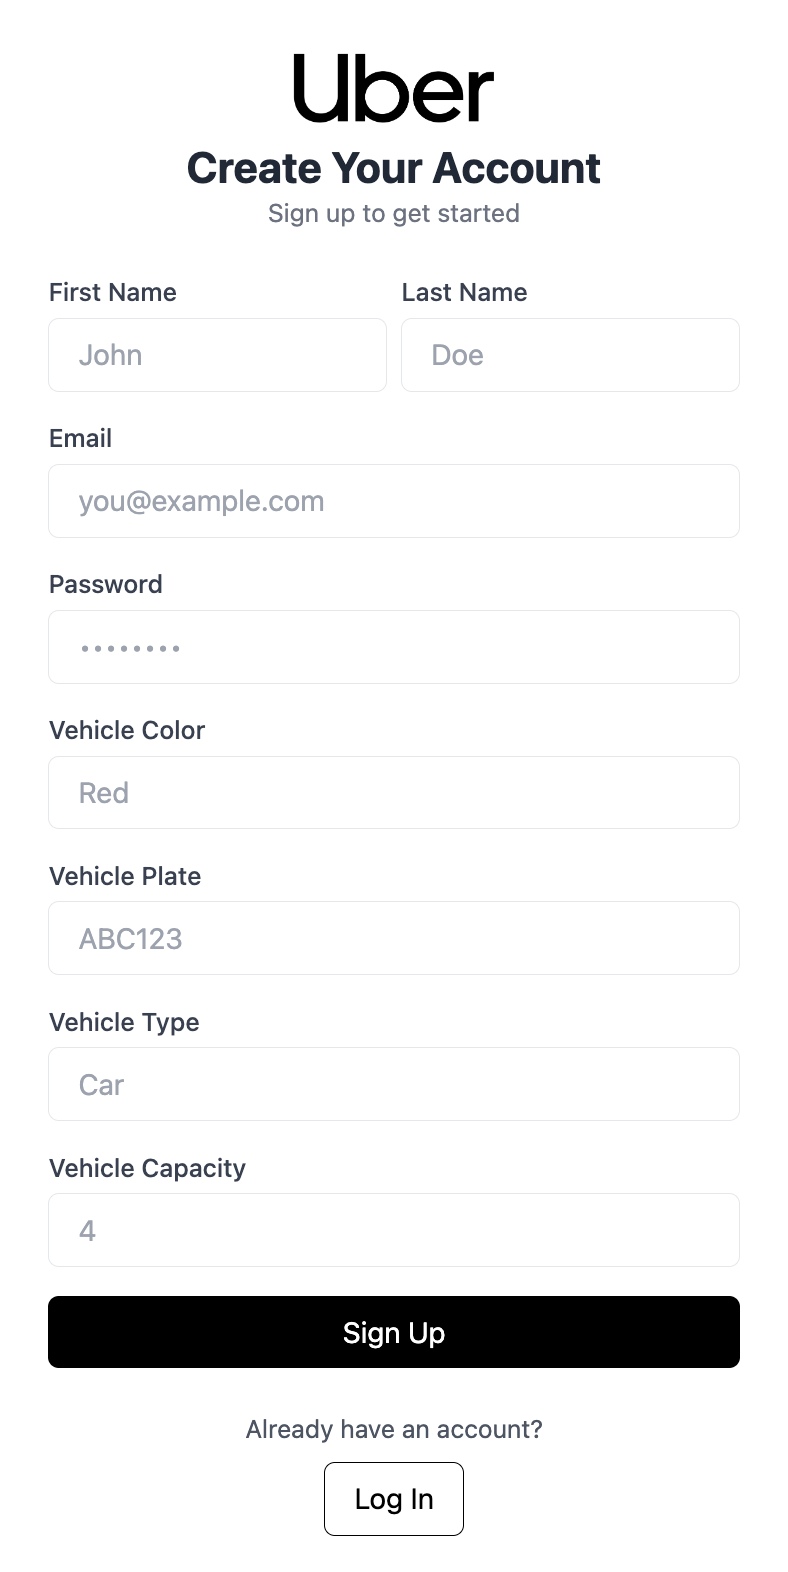 Uber
Create Your Account
Sign up to get started
First Name Last Name
John Doe
Email
you@example.com
Password
••••••••
Vehicle Color
Red
Vehicle Plate
ABC123
Vehicle Type
Car
Vehicle Capacity
4
Sign Up
Already have an account?
Log In